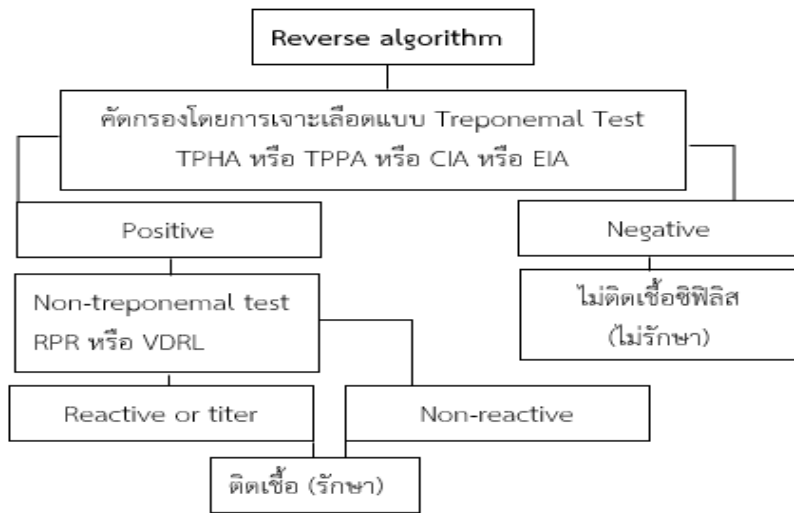 Reverse algorithm
คัดกรองโดยการเจาะเลือดแบบ Treponemal Test
TPHA หรือ TPPA หรือ CIA หรือ EIA
Positive
Negative
Non-treponemal test
RPR หรือ VDRL
ไม่ติดเชื้อซิฟิลิส
(ไม่รักษา)
Reactive or titer
Non-reactive
ติดเชื้อ (รักษา)